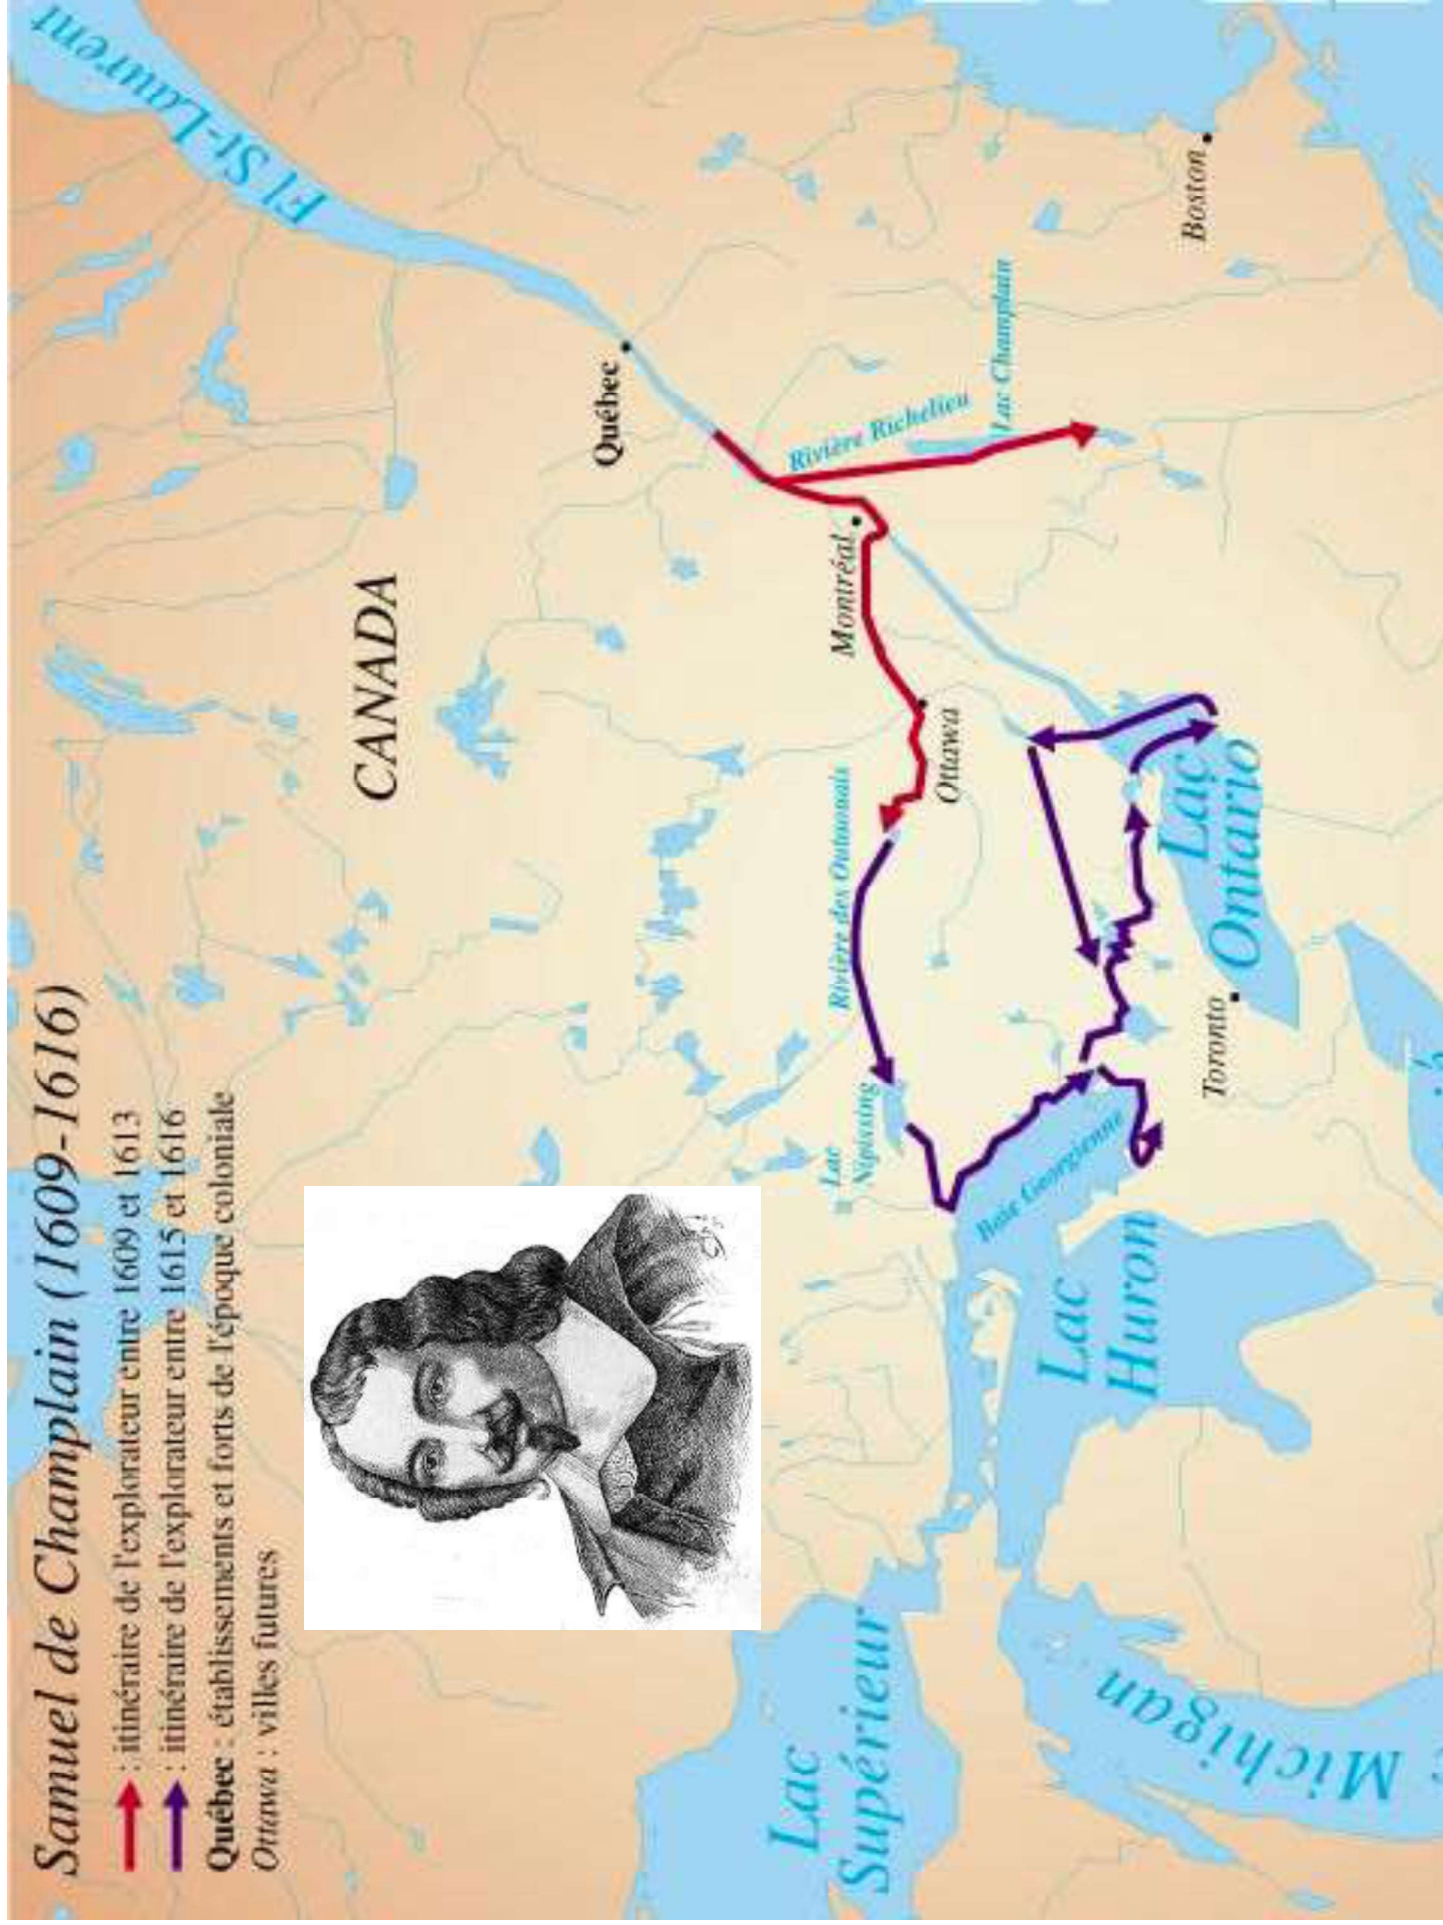 Samuel de Champlain (1609-1616)
: itinéraire de l'explorateur entre 1609 et 1613
: itinéraire de l'explorateur entre 1615 et 1616
Québec : établissements et forts de l'époque coloniale
Ottawa : villes futures
Fl St-Laurent
CANADA
Québec
Montréal
Rivière Richelieu
Lac Champlain
Rivière des Outaouais
Ottawa
Lac
Nipissing
Baie Georgienne
Boston
Lac
Supérieur
Lac
Huron
Toronto
Lac
Ontario
Michigan